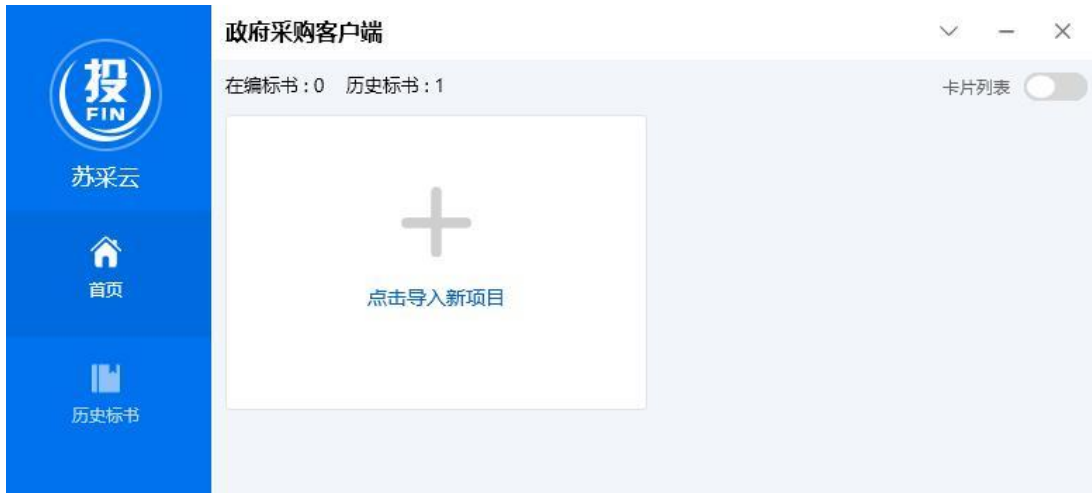 政府采购客户端
投
FIN
苏采云
在编标书：0 历史标书：1
卡片列表
首页
点击导入新项目
历史标书